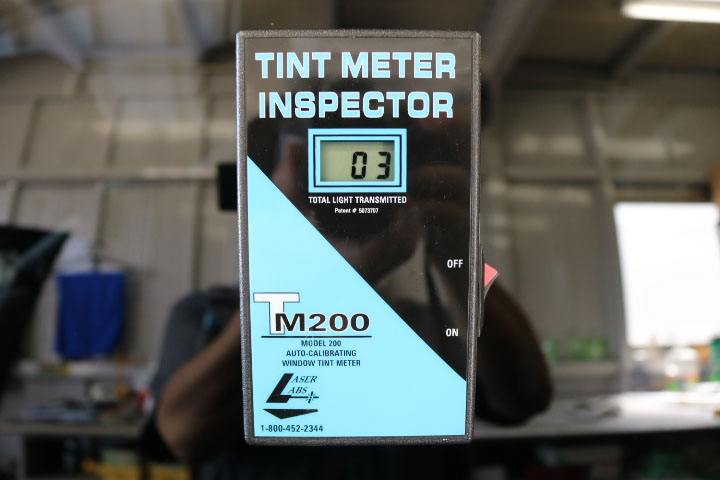 TINT METER
INSPECTOR
03
TOTAL LIGHT TRANSMITTED
Patent # 5073707
OFF
ON
TM200
MODEL 200
AUTO-CALIBRATING
WINDOW TINT METER
LASER
LABS
1-800-452-2344